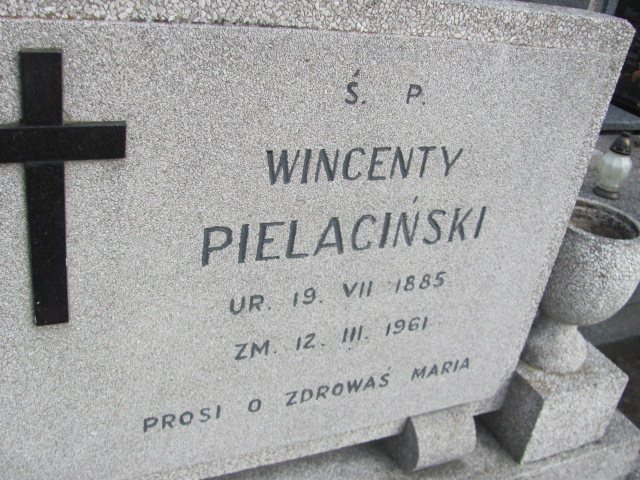 Ś. P.
WINCENTY
PIELACIŃSKI
UR. 19. VII 1885
ZM. 12. III. 1961
PROSI O ZDROWAŚ MARIA